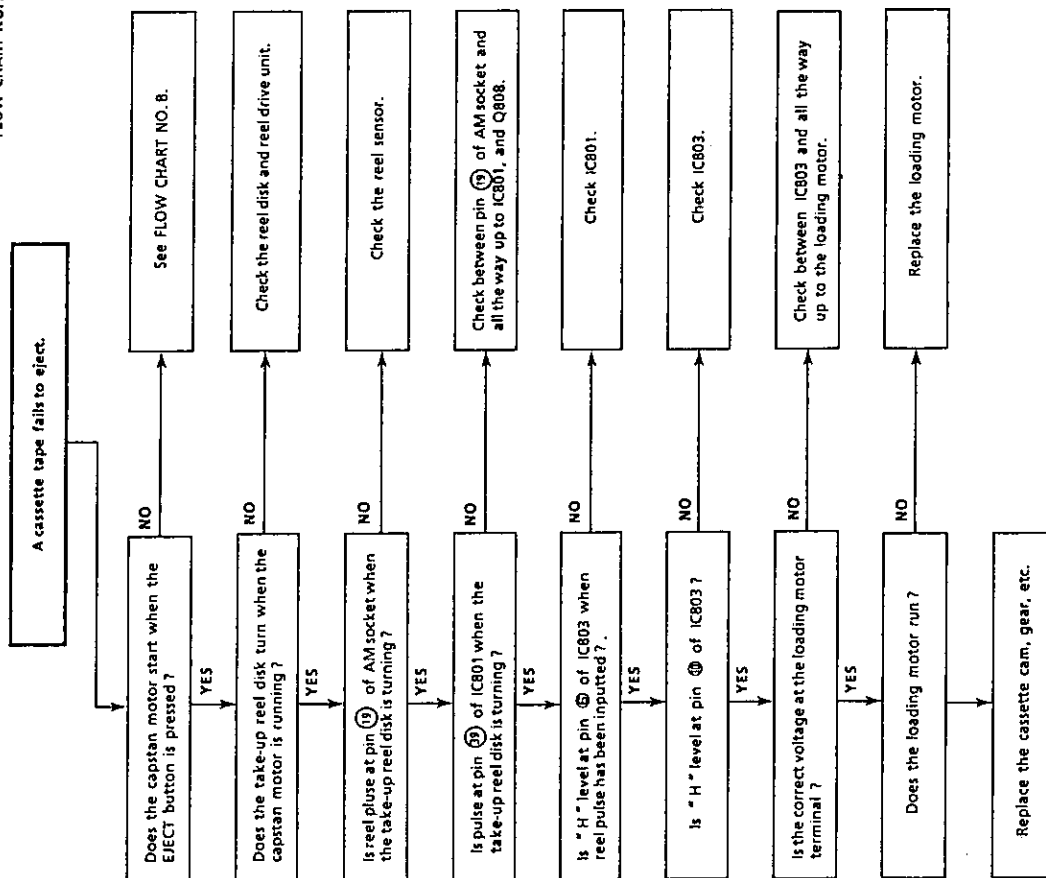 FLOW CHART NO.
A cassette tape fails to eject.
Does the capstan motor start when the
EJECT button is pressed ?
NO
See FLOW CHART NO. 8.
YES
Does the take-up reel disk turn when the
capstan motor is running ?
NO
Check the reel disk and reel drive unit.
YES
Is reel pluse at pin ⑲ of AM socket when
the take-up reel disk is turning ?
NO
Check the reel sensor.
YES
Is pulse at pin ㊴ of IC801 when the
take-up reel disk is turning ?
NO
Check between pin ⑲ of AM socket and
all the way up to IC801, and Q808.
YES
Is "H" level at pin of IC803 when
reel pulse has been inputted ?.
NO
Check IC801.
YES
Is "H" level at pin of IC803 ?
NO
Check IC803.
YES
Is the correct voltage at the loading motor
terminal ?
NO
Check between IC803 and all the way
up to the loading motor.
YES
Does the loading motor run ?
NO
Replace the loading motor.
Replace the cassette cam, gear, etc.